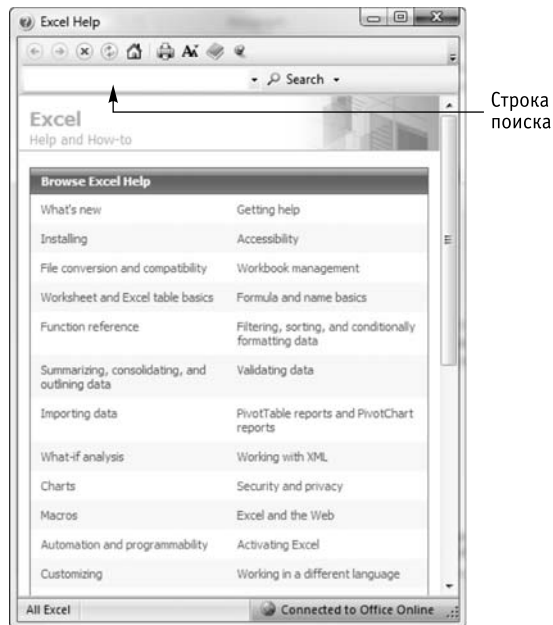 Excel Help
Search
Строка
поиска
Excel
Help and How-to
Browse Excel Help
What's new
Getting help
Installing
Accessibility
File conversion and compatibility
Workbook management
Worksheet and Excel table basics
Formula and name basics
Function reference
Filtering, sorting, and conditionally
formatting data
Summarizing, consolidating, and
outlining data
Validating data
Importing data
PivotTable reports and PivotChart
reports
What-if analysis
Working with XML
Charts
Security and privacy
Macros
Excel and the Web
Automation and programmability
Activating Excel
Customizing
Working in a different language
All Excel
Connected to Office Online